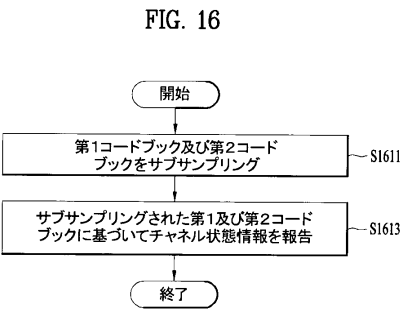 FIG. 16
開始
第1コードブック及び第2コード
ブックをサブサンプリング
S1611
サブサンプリングされた第1及び第2コード
ブックに基づいてチャネル状態情報を報告
S1613
終了